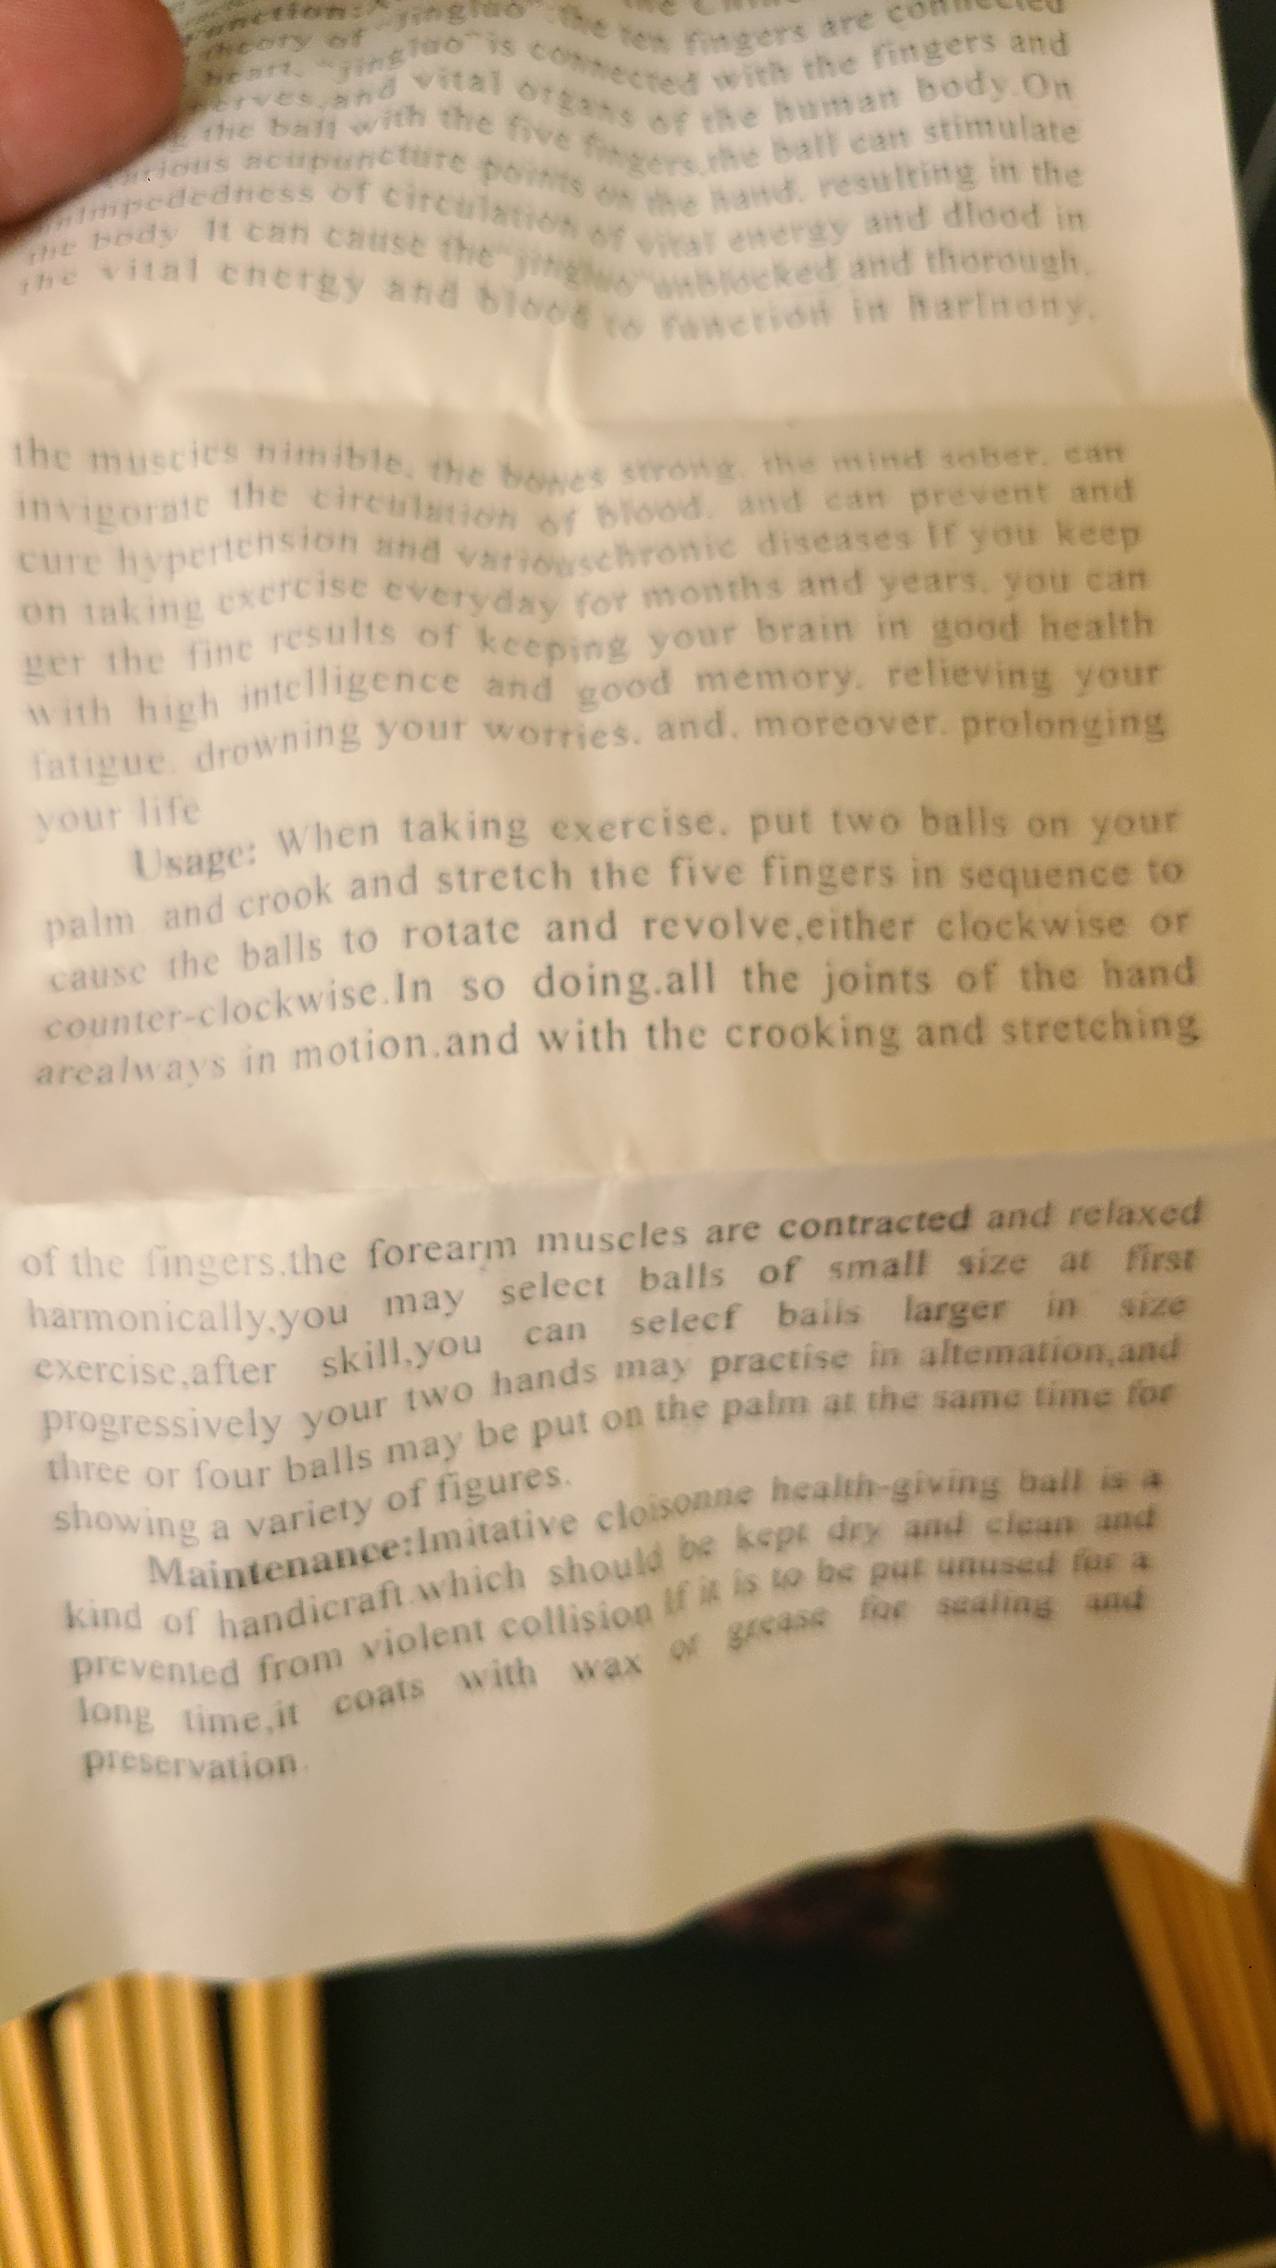 "jingluo".the ten fingers are connected
theory of "jingluo" is connected with the fingers and
heart. vital organs of the human body.On
the ball with the five fingers,the ball can stimulate
acupuncture points on the hand, resulting in the
of circulation of vital energy and dlood in
the body It can cause the "jingluo" unblocked and thorough,
the vital energy and blood to function in harlnony,
the muscics nimible, the bones strong, the mind sober, can
invigorate the circulation of blood, and can prevent and
cure hypertension and variouschronic diseases If you keep
on taking exercise everyday for months and years, you can
ger the fine results of keeping your brain in good health
with high intelligence and good memory, relieving your
fatigue, drowning your worries, and, moreover, prolonging
your life
Usage: When taking exercise, put two balls on your
palm and crook and stretch the five fingers in sequence to
cause the balls to rotate and revolve,either clockwise or
counter-clockwise.In so doing.all the joints of the hand
arealways in motion.and with the crooking and stretching
of the fingers,the forearm muscles are contracted and relaxed
harmonically,you may select balls of small size at first
exercise,after skill,you can selecf baiis larger in size
progressively your two hands may practise in altemation,and
three or four balls may be put on the palm at the same time for
showing a variety of figures.
Maintenance:Imitative cloisonne health-giving ball is a
kind of handicraft.which should be kept dry and clean and
prevented from violent collision If it is to be put unused for a
long time,it coats with wax or grease for sealing and
preservation.